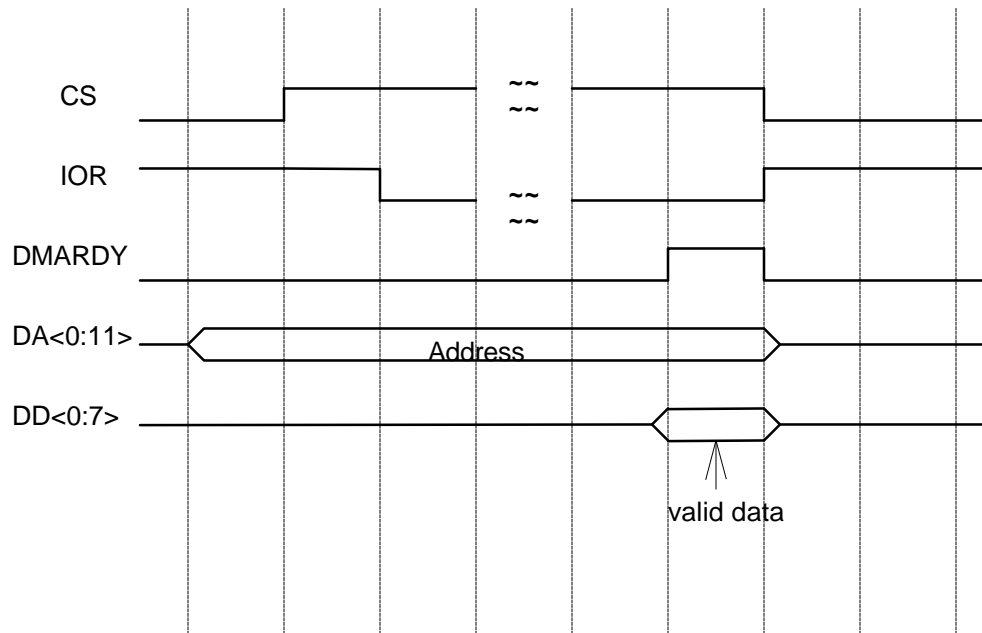 CS
~~
~~
IOR
~~
~~
DMARDY
DA<0:11>
Address
DD<0:7>
valid data